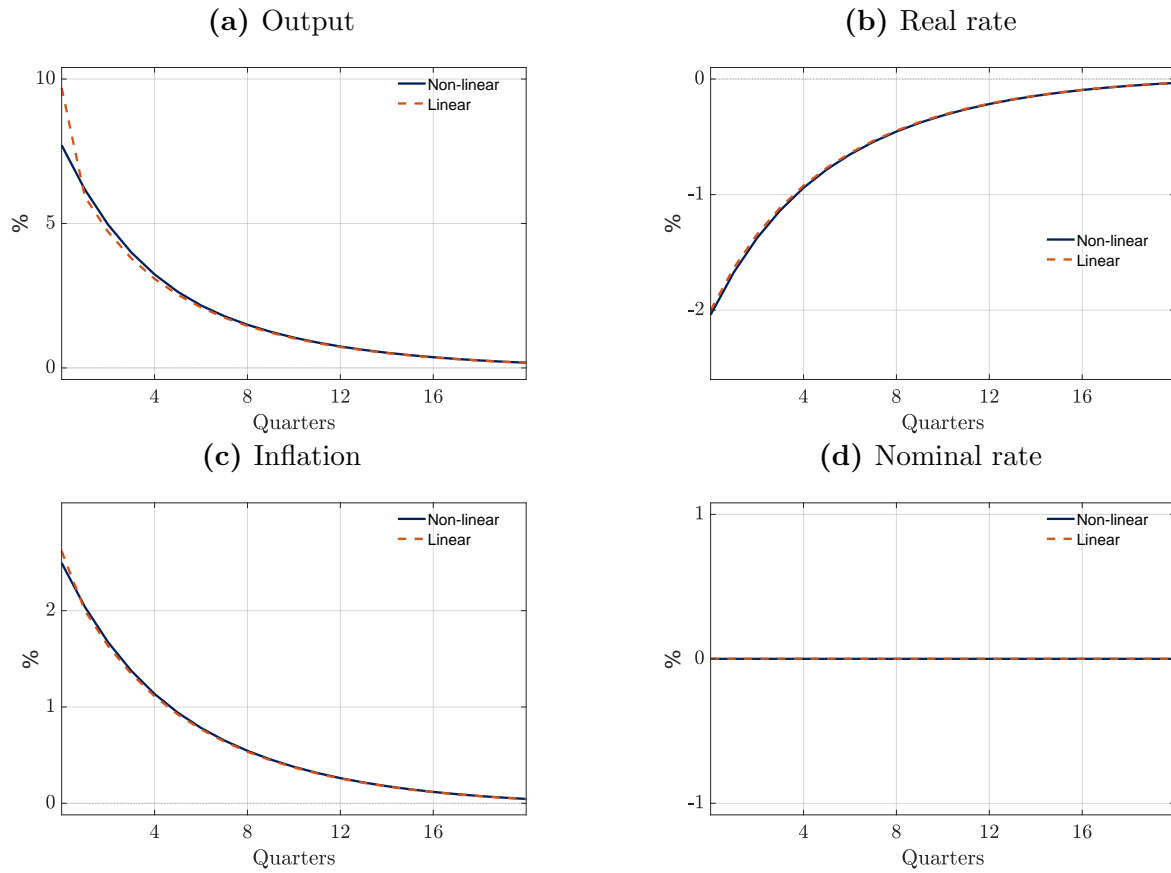 (a) Output
10
5
0
%
4
8
12
16
Quarters
Non-linear
Linear
(b) Real rate
0
-1
-2
%
4
8
12
16
Quarters
Non-linear
Linear
(c) Inflation
2
1
0
%
4
8
12
16
Quarters
Non-linear
Linear
(d) Nominal rate
1
0
-1
%
4
8
12
16
Quarters
Non-linear
Linear